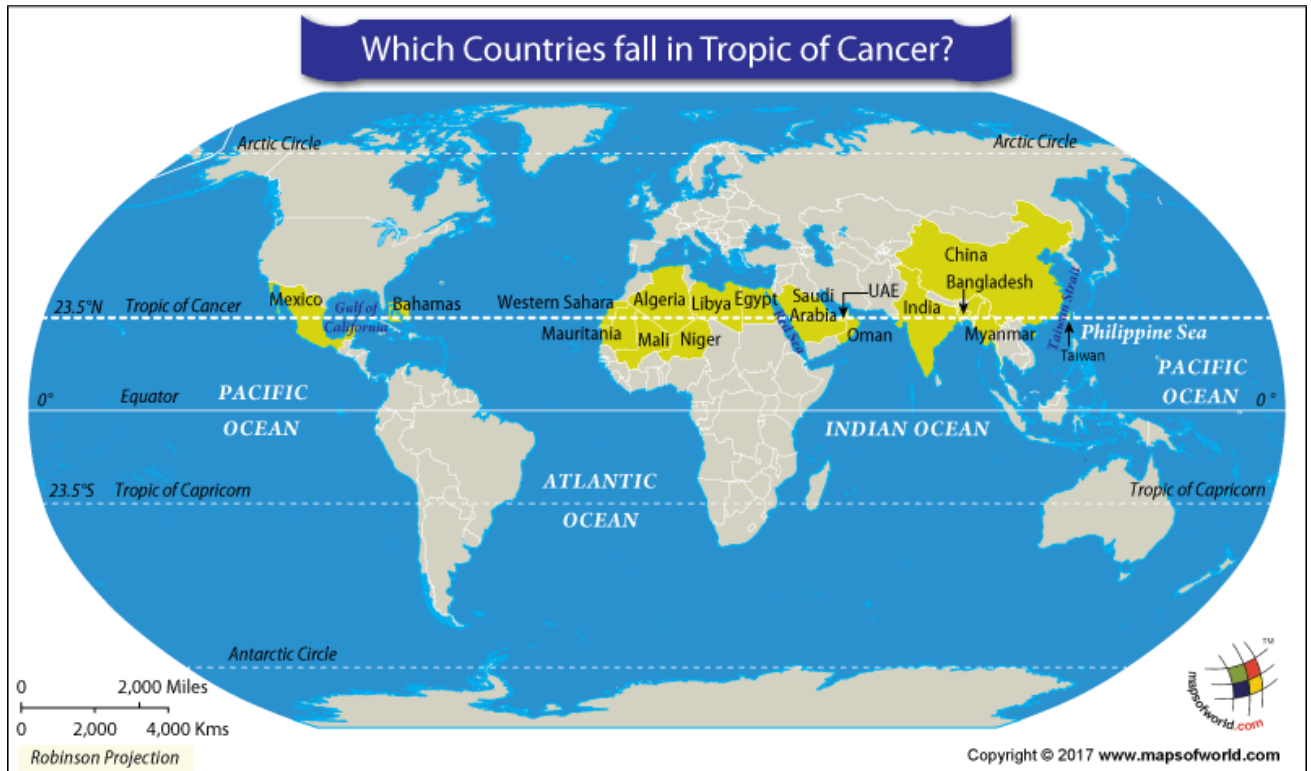 Which Countries fall in Tropic of Cancer?
Arctic Circle
Arctic Circle
China
Bangladesh
Mexico
Gulf of
California
Bahamas
Western Sahara
Algeria
Libya
Egypt
Saudi
Arabia
UAE
India
Taiwan Strait
23.5°N
Tropic of Cancer
Mauritania
Mali
Niger
Red Sea
Oman
Myanmar
Philippine Sea
Taiwan
PACIFIC
OCEAN
0°
Equator
PACIFIC
OCEAN
0°
INDIAN OCEAN
ATLANTIC
OCEAN
23.5°S
Tropic of Capricorn
Tropic of Capricorn
Antarctic Circle
0
2,000 Miles
0
2,000
4,000 Kms
Robinson Projection
TM
mapsofworld.com
Copyright © 2017 www.mapsofworld.com